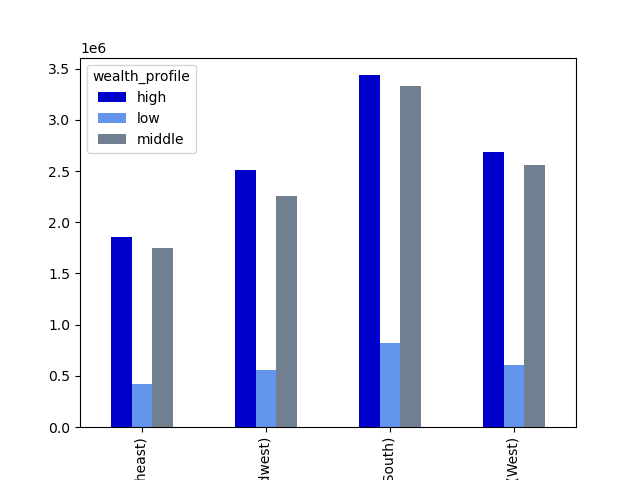 1e6
3.5
3.0
2.5
2.0
1.5
1.0
0.5
0.0
wealth_profile
high
low
middle
heast)
dwest)
South)
(West)